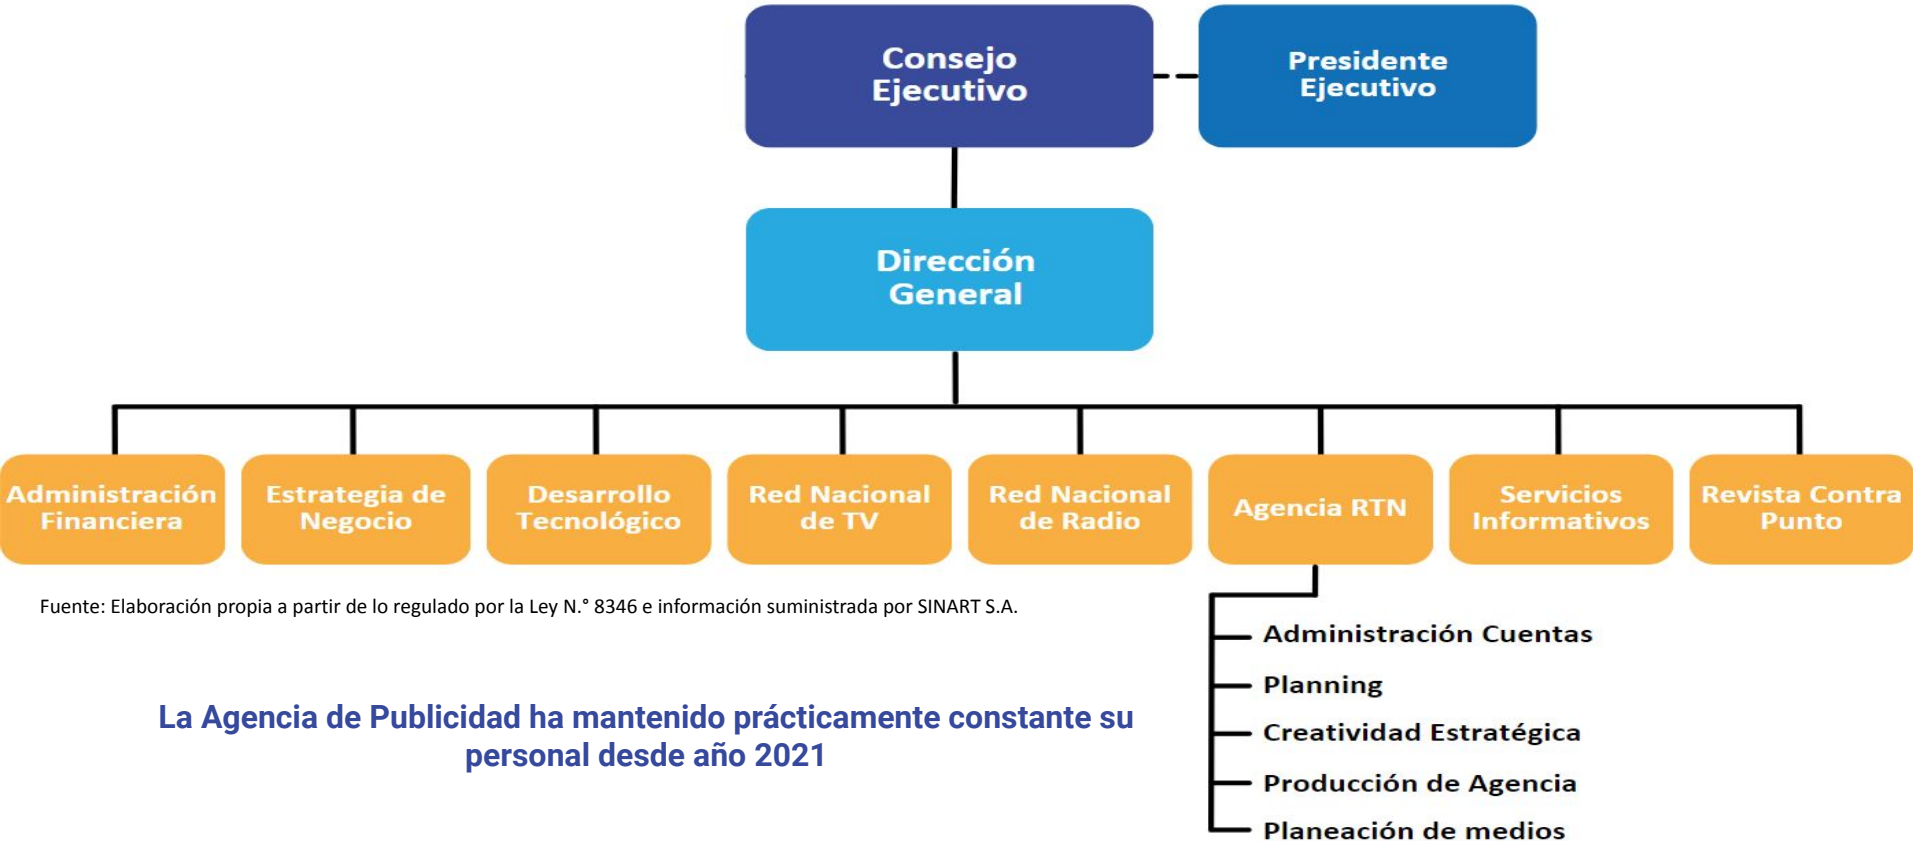 Consejo
Ejecutivo
Presidente
Ejecutivo
Dirección
General
Administración
Financiera
Estrategia de
Negocio
Desarrollo
Tecnológico
Red Nacional
de TV
Red Nacional
de Radio
Agencia RTN
Servicios
Informativos
Revista Contra
Punto
Fuente: Elaboración propia a partir de lo regulado por la Ley N.° 8346 e información suministrada por SINART S.A.
Administración Cuentas
Planning
Creatividad Estratégica
Producción de Agencia
Planeación de medios
La Agencia de Publicidad ha mantenido prácticamente constante su
personal desde año 2021